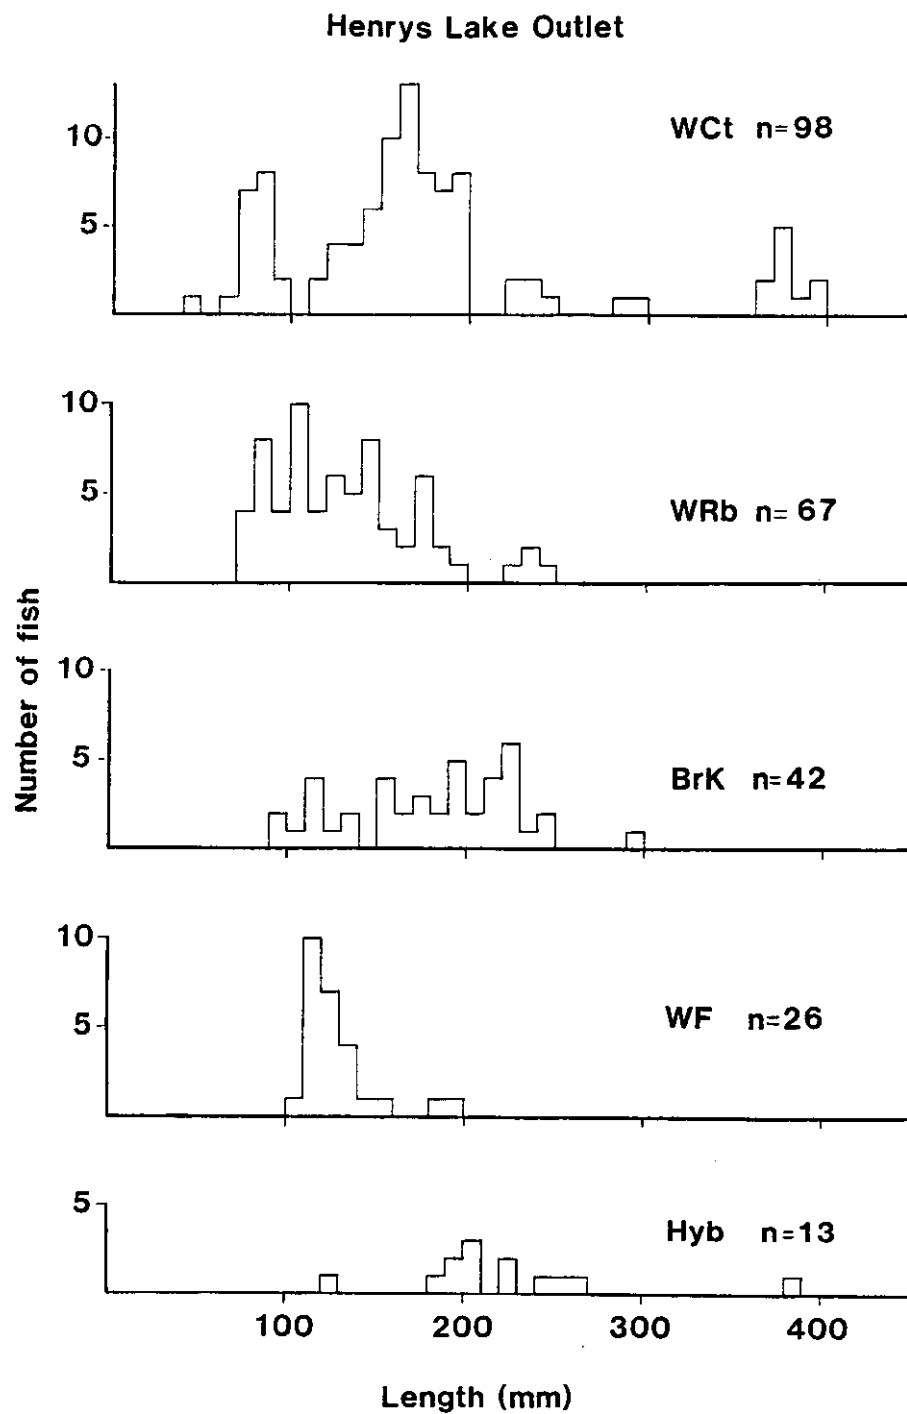 Henrys Lake Outlet
10
5
WCt n=98
10
5
WRb n=67
10
5
BrK n=42
10
5
WF n=26
5
Hyb n=13
100 200 300 400
Length (mm)
Number of fish